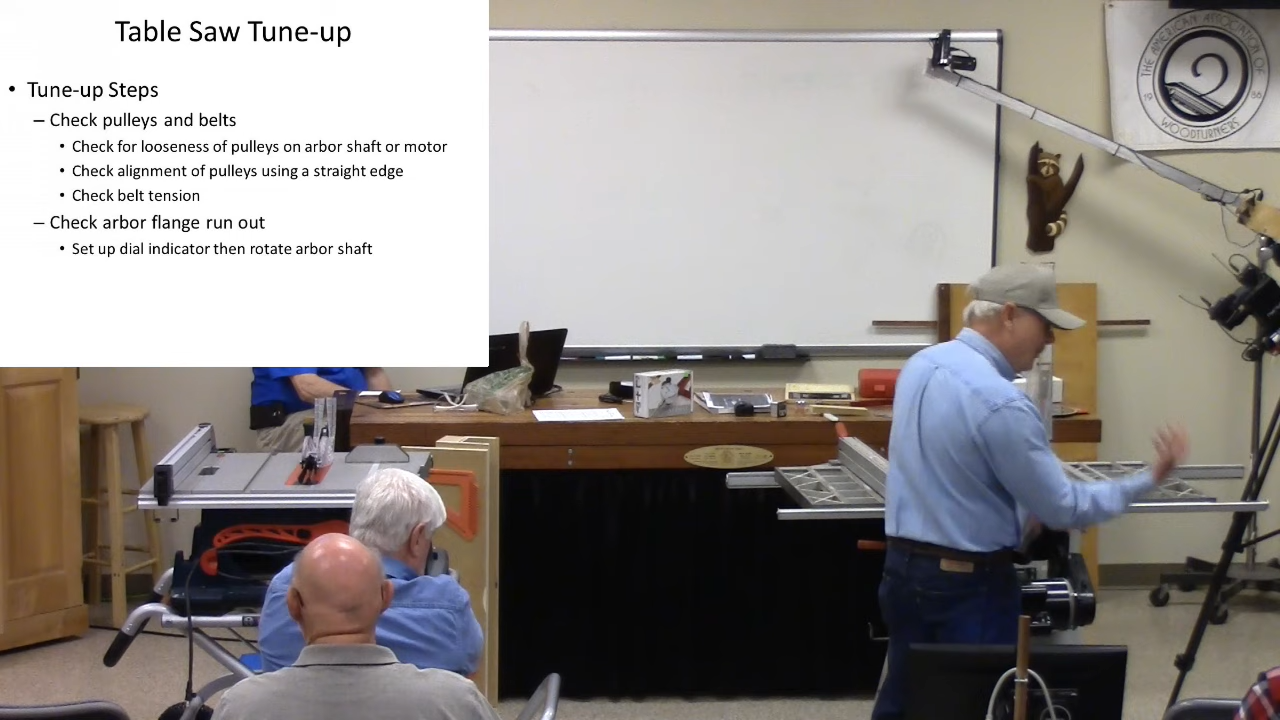 Table Saw Tune-up
• Tune-up Steps
– Check pulleys and belts
• Check for looseness of pulleys on arbor shaft or motor
• Check alignment of pulleys using a straight edge
• Check belt tension
– Check arbor flange run out
• Set up dial indicator then rotate arbor shaft
THE AMERICAN ASSOCIATION OF
19 86
WOODTURNERS